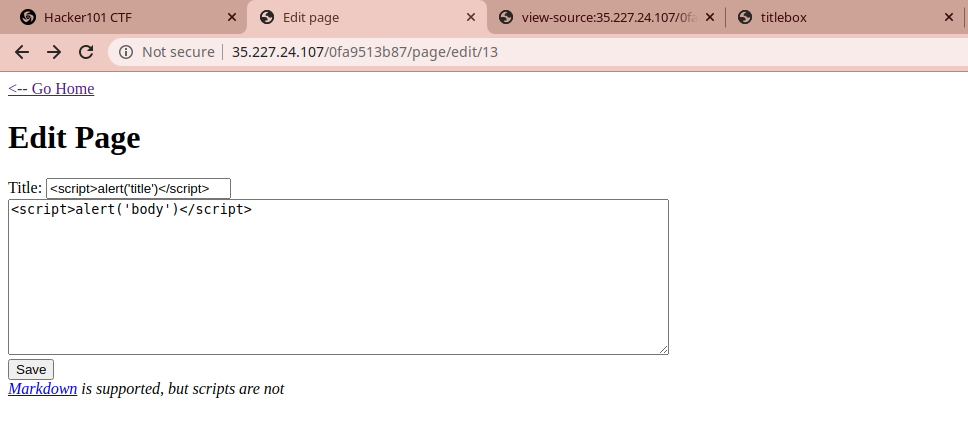 Hacker101 CTF
Edit page
view-source:35.227.24.107/0fa
titlebox
Not secure 35.227.24.107/0fa9513b87/page/edit/13
<-- Go Home
Edit Page
Title: <script>alert('title')</script>
<script>alert('body')</script>
Save
Markdown is supported, but scripts are not